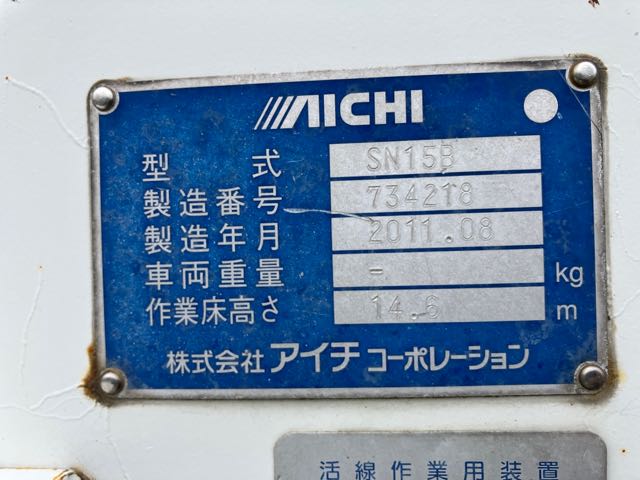 AICHI
型式 SN15B
製造番号 734218
製造年月 2011.08
車両重量 - kg
作業床高さ 14.6 m
株式会社 アイチ コーポレーション
活線作業用装置